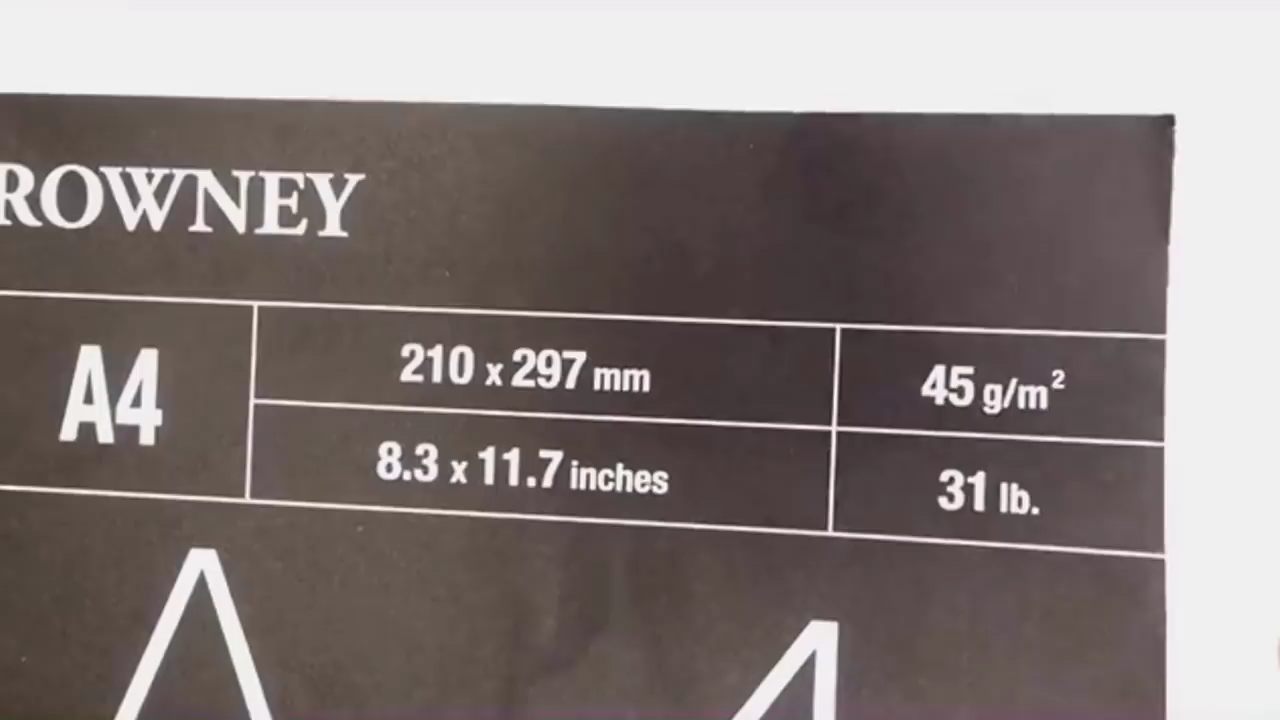 ROWNEY
A4
210 x 297 mm
45 g/m²
8.3 x 11.7 inches
31 lb.